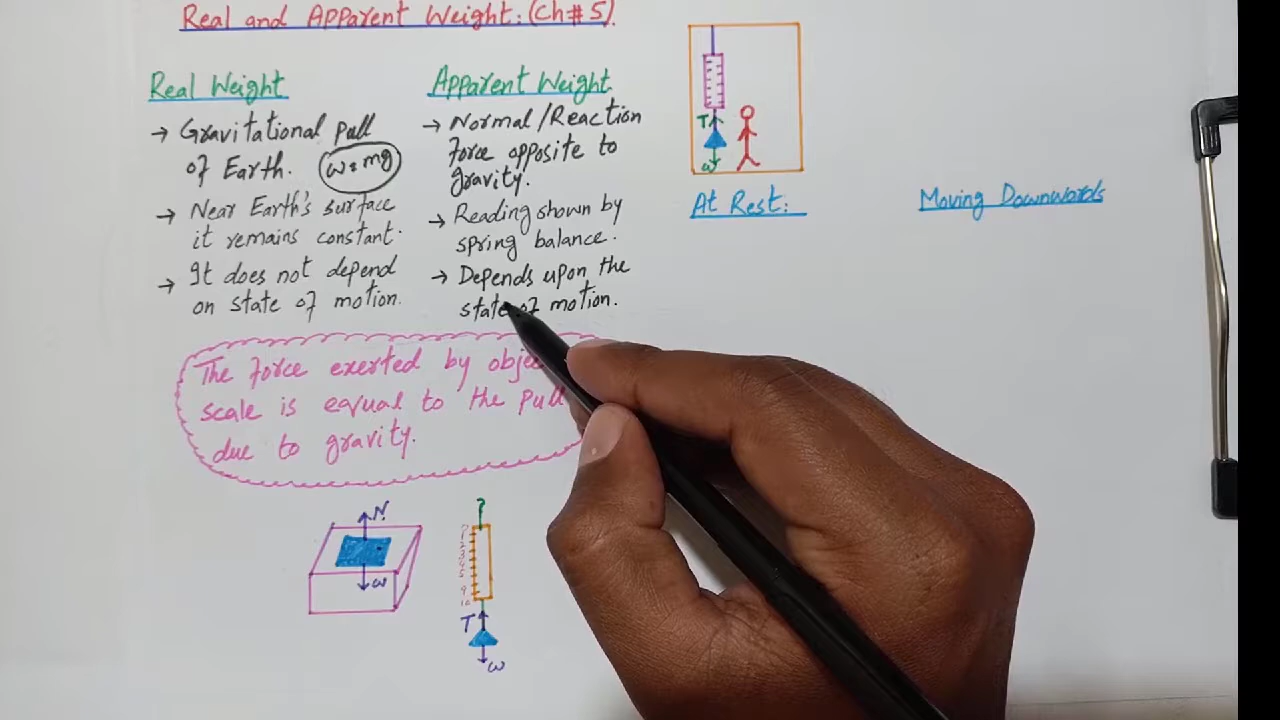 Real and Apparent Weight: (Ch # 5).
Real Weight
→ Gravitational pull
of Earth. w = mg
→ Near Earth's surface
it remains constant.
→ It does not depend
on state of motion.
Apparent Weight
→ Normal/Reaction
force opposite to
gravity.
→ Reading shown by
spring balance.
→ Depends upon the
state of motion.
The force exerted by
scale is equal to the pull
due to gravity.
N
w
T
w
T
w
At Rest:
Moving Downwords